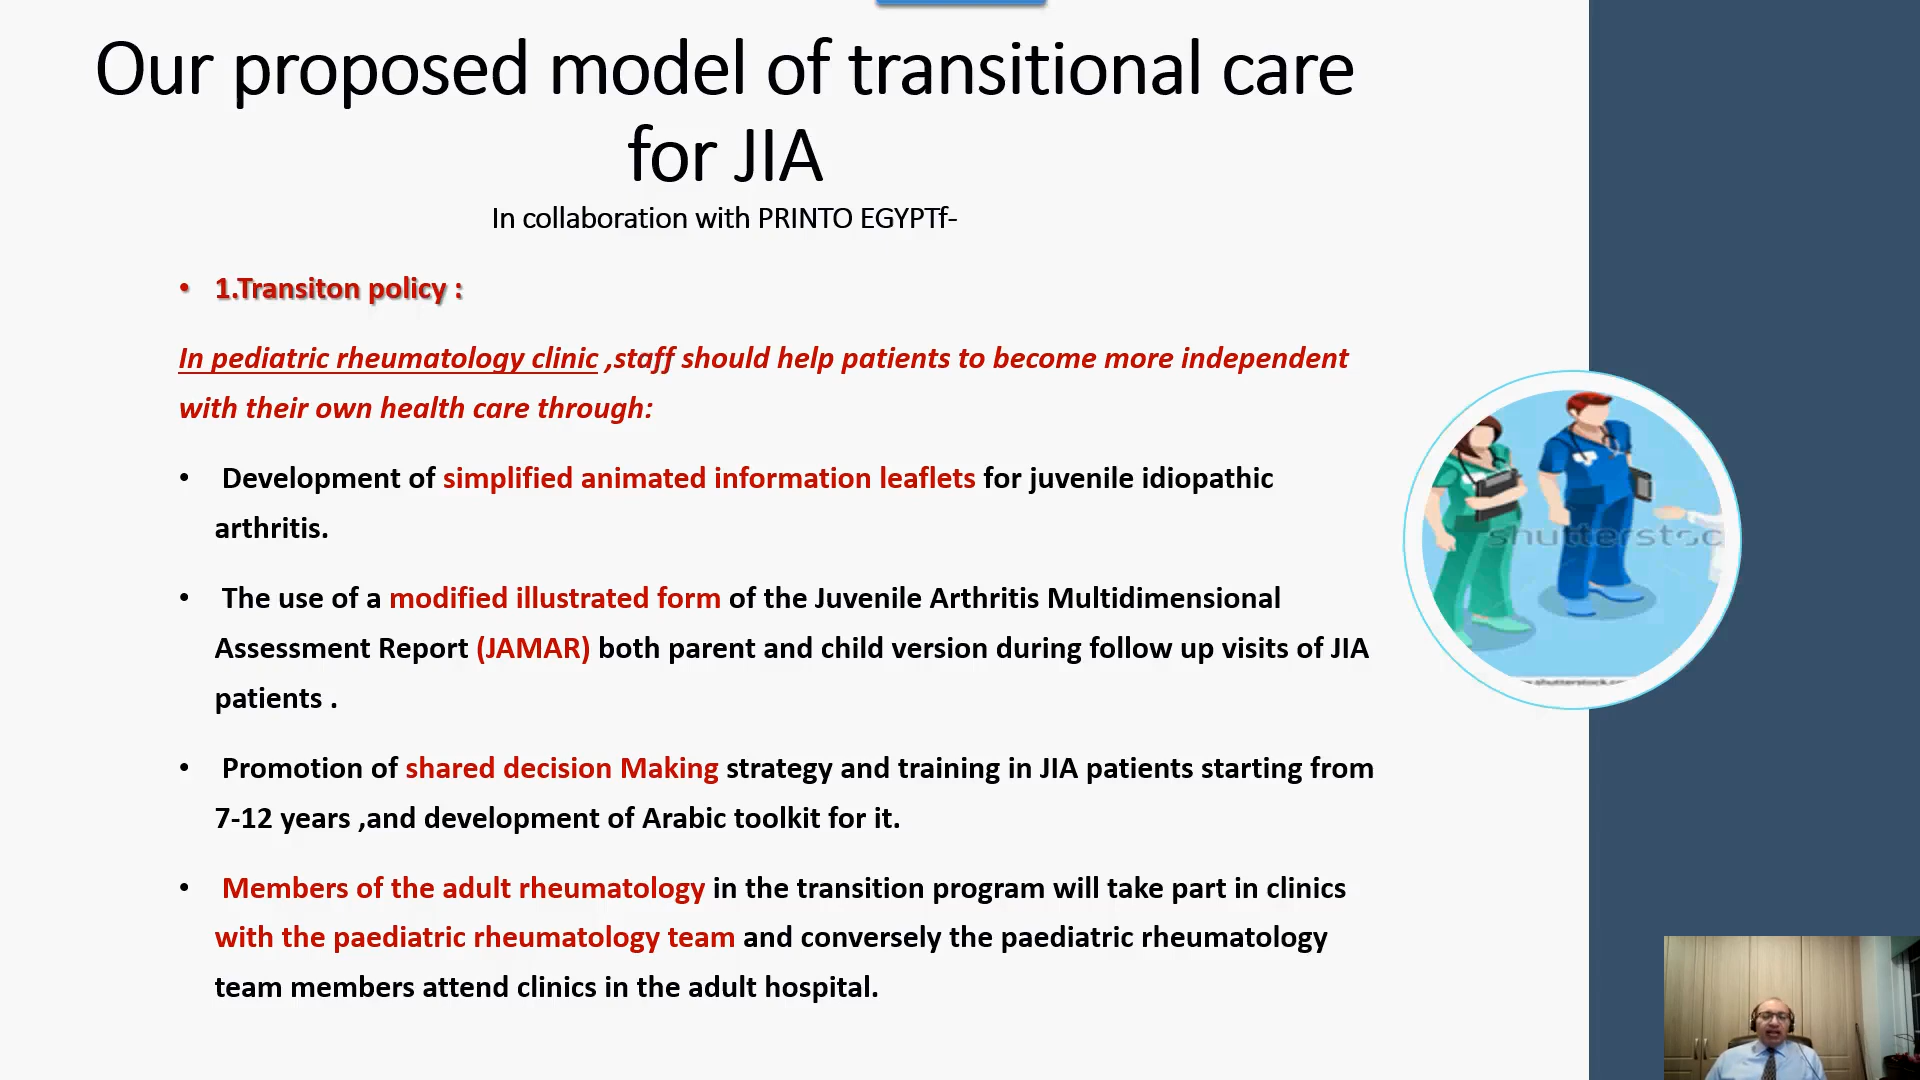 Our proposed model of transitional care
for JIA
In collaboration with PRINTO EGYPTf-
• 1.Transiton policy :
In pediatric rheumatology clinic ,staff should help patients to become more independent
with their own health care through:
• Development of simplified animated information leaflets for juvenile idiopathic
arthritis.
• The use of a modified illustrated form of the Juvenile Arthritis Multidimensional
Assessment Report (JAMAR) both parent and child version during follow up visits of JIA
patients .
• Promotion of shared decision Making strategy and training in JIA patients starting from
7-12 years ,and development of Arabic toolkit for it.
• Members of the adult rheumatology in the transition program will take part in clinics
with the paediatric rheumatology team and conversely the paediatric rheumatology
team members attend clinics in the adult hospital.
shutterstoc